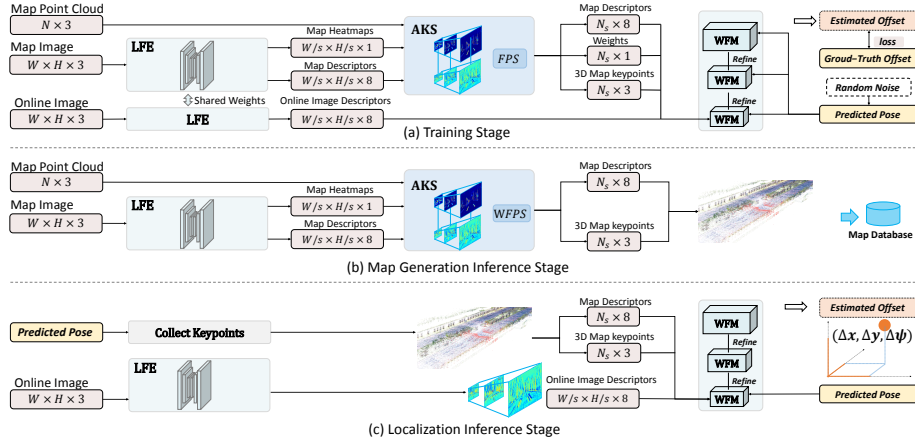 Map Point Cloud
N × 3
Map Image
W × H × 3
LFE
Map Heatmaps
W/s × H/s × 1
Map Descriptors
W/s × H/s × 8
AKS
FPS
Map Descriptors
N_s × 8
Weights
N_s × 1
3D Map keypoints
N_s × 3
Shared Weights
Online Image
W × H × 3
LFE
Online Image Descriptors
W/s × H/s × 8
WFM
Refine
WFM
Refine
WFM
Estimated Offset
loss
Groud-Truth Offset
Random Noise
Predicted Pose
(a) Training Stage
Map Point Cloud
N × 3
Map Image
W × H × 3
LFE
Map Heatmaps
W/s × H/s × 1
Map Descriptors
W/s × H/s × 8
AKS
WFPS
Map Descriptors
N_s × 8
3D Map keypoints
N_s × 3
Map Database
(b) Map Generation Inference Stage
Predicted Pose
Collect Keypoints
Map Descriptors
N_s × 8
3D Map keypoints
N_s × 3
Online Image
W × H × 3
LFE
Online Image Descriptors
W/s × H/s × 8
WFM
Refine
WFM
Refine
WFM
Estimated Offset
(Δx, Δy, Δψ)
Predicted Pose
(c) Localization Inference Stage